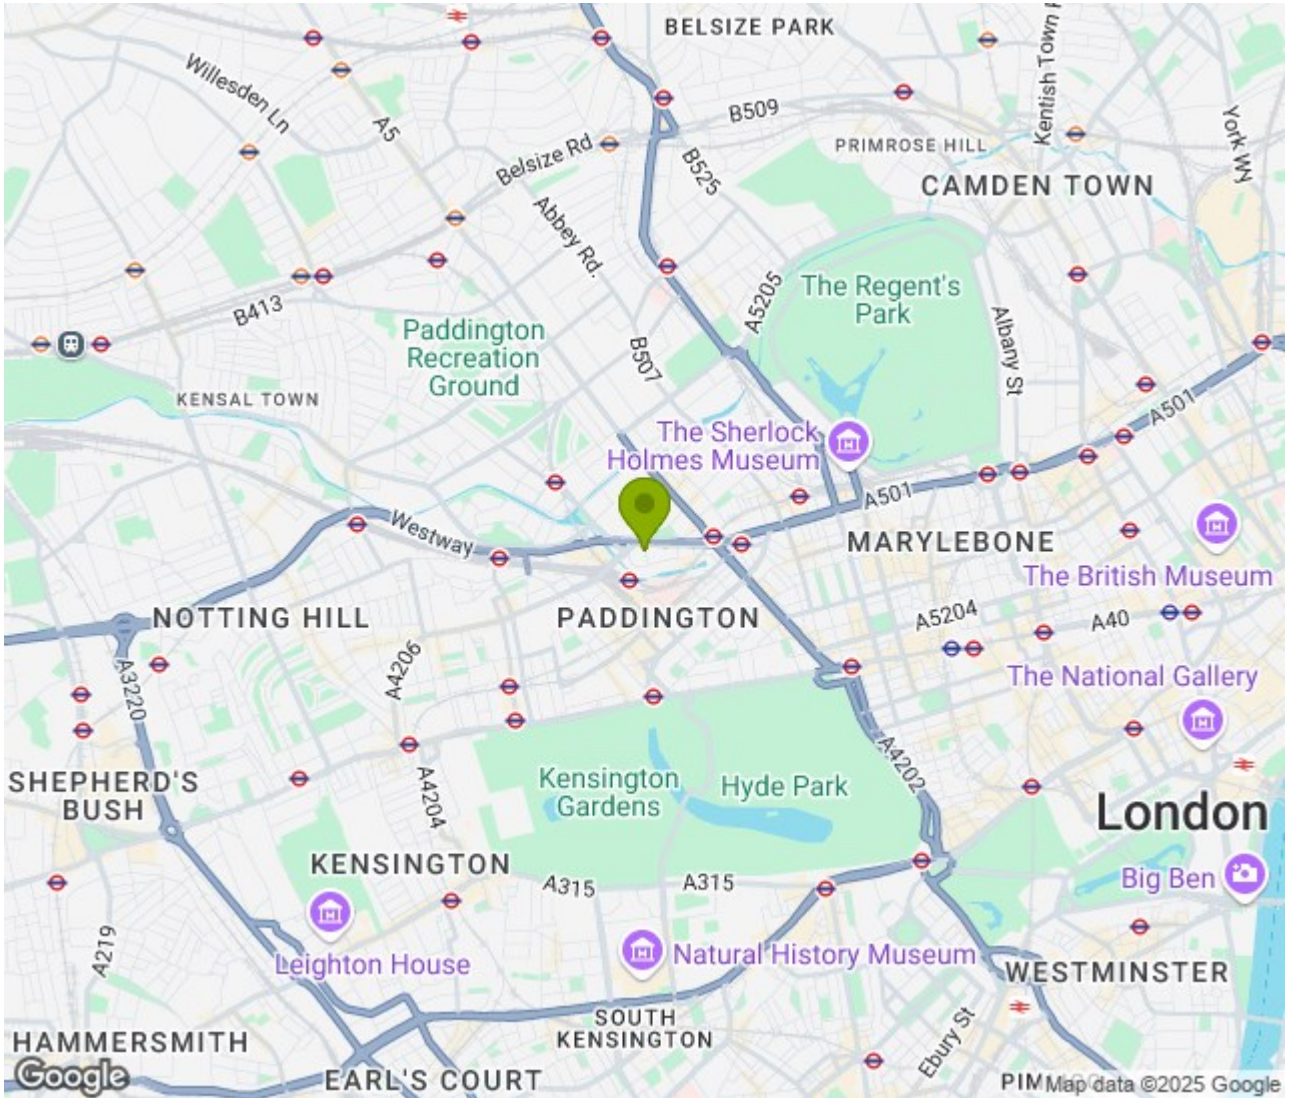 BELSIZE PARK
Willesden Ln
A5
B509
Kentish Town
York Wy
Belsize Rd
B525
PRIMROSE HILL
CAMDEN TOWN
Abbey Rd.
A5205
The Regent's
Park
B413
Paddington
Recreation
Ground
B507
Albany St
KENSAL TOWN
A501
The Sherlock
Holmes Museum
A501
Westway
MARYLEBONE
The British Museum
NOTTING HILL
PADDINGTON
A5204
A40
A4206
A3220
The National Gallery
A4202
SHEPHERD'S
BUSH
A4204
Kensington
Gardens
Hyde Park
London
KENSINGTON
A315
A315
Big Ben
A219
Leighton House
Natural History Museum
WESTMINSTER
SOUTH
KENSINGTON
Ebury St
HAMMERSMITH
EARL'S COURT
Google
Map data ©2025 Google